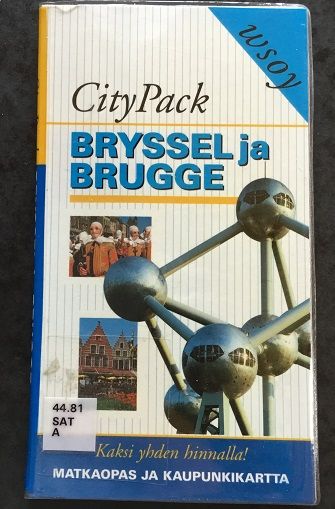 wsoy
CityPack
BRYSSEL ja
BRUGGE
44.81
SAT
A
Kaksi yhden hinnalla!
MATKAOPAS JA KAUPUNKIKARTTA